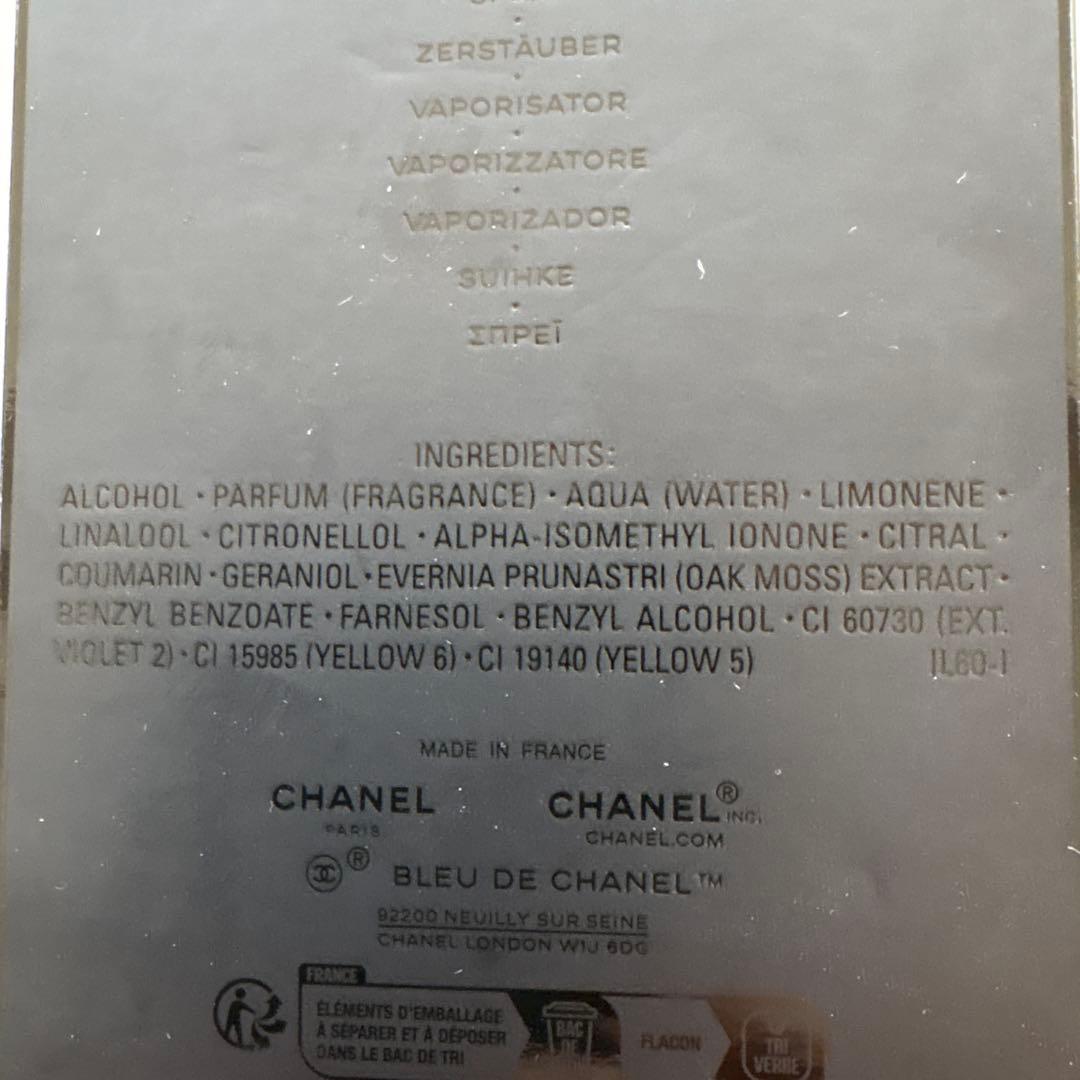 ZERSTÄUBER
VAPORISATOR
VAPORIZZATORE
VAPORIZADOR
SUIHKE
ΣΠΡΕΪ
INGREDIENTS:
ALCOHOL • PARFUM (FRAGRANCE) • AQUA (WATER) • LIMONENE •
LINALOOL • CITRONELLOL • ALPHA-ISOMETHYL IONONE • CITRAL •
COUMARIN • GERANIOL • EVERNIA PRUNASTRI (OAK MOSS) EXTRACT •
BENZYL BENZOATE • FARNESOL • BENZYL ALCOHOL • CI 60730 (EXT.
VIOLET 2) • CI 15985 (YELLOW 6) • CI 19140 (YELLOW 5) IL60-1
MADE IN FRANCE
CHANEL CHANEL® INC.
PARIS CHANEL.COM
® BLEU DE CHANEL™
92200 NEUILLY SUR SEINE
CHANEL LONDON W1J 6DG
FRANCE
ÉLÉMENTS D'EMBALLAGE
À SÉPARER ET À DÉPOSER
DANS LE BAC DE TRI
BAC
FLACON
TRI
VERRE